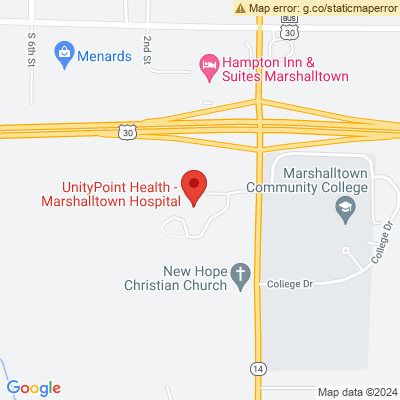 Map error: g.co/staticmaperror
S 6th St
2nd St
Menards
BUS
30
Hampton Inn &
Suites Marshalltown
30
UnityPoint Health -
Marshalltown Hospital
Marshalltown
Community College
College Dr
New Hope
Christian Church
College Dr
14
Google
Map data ©2024